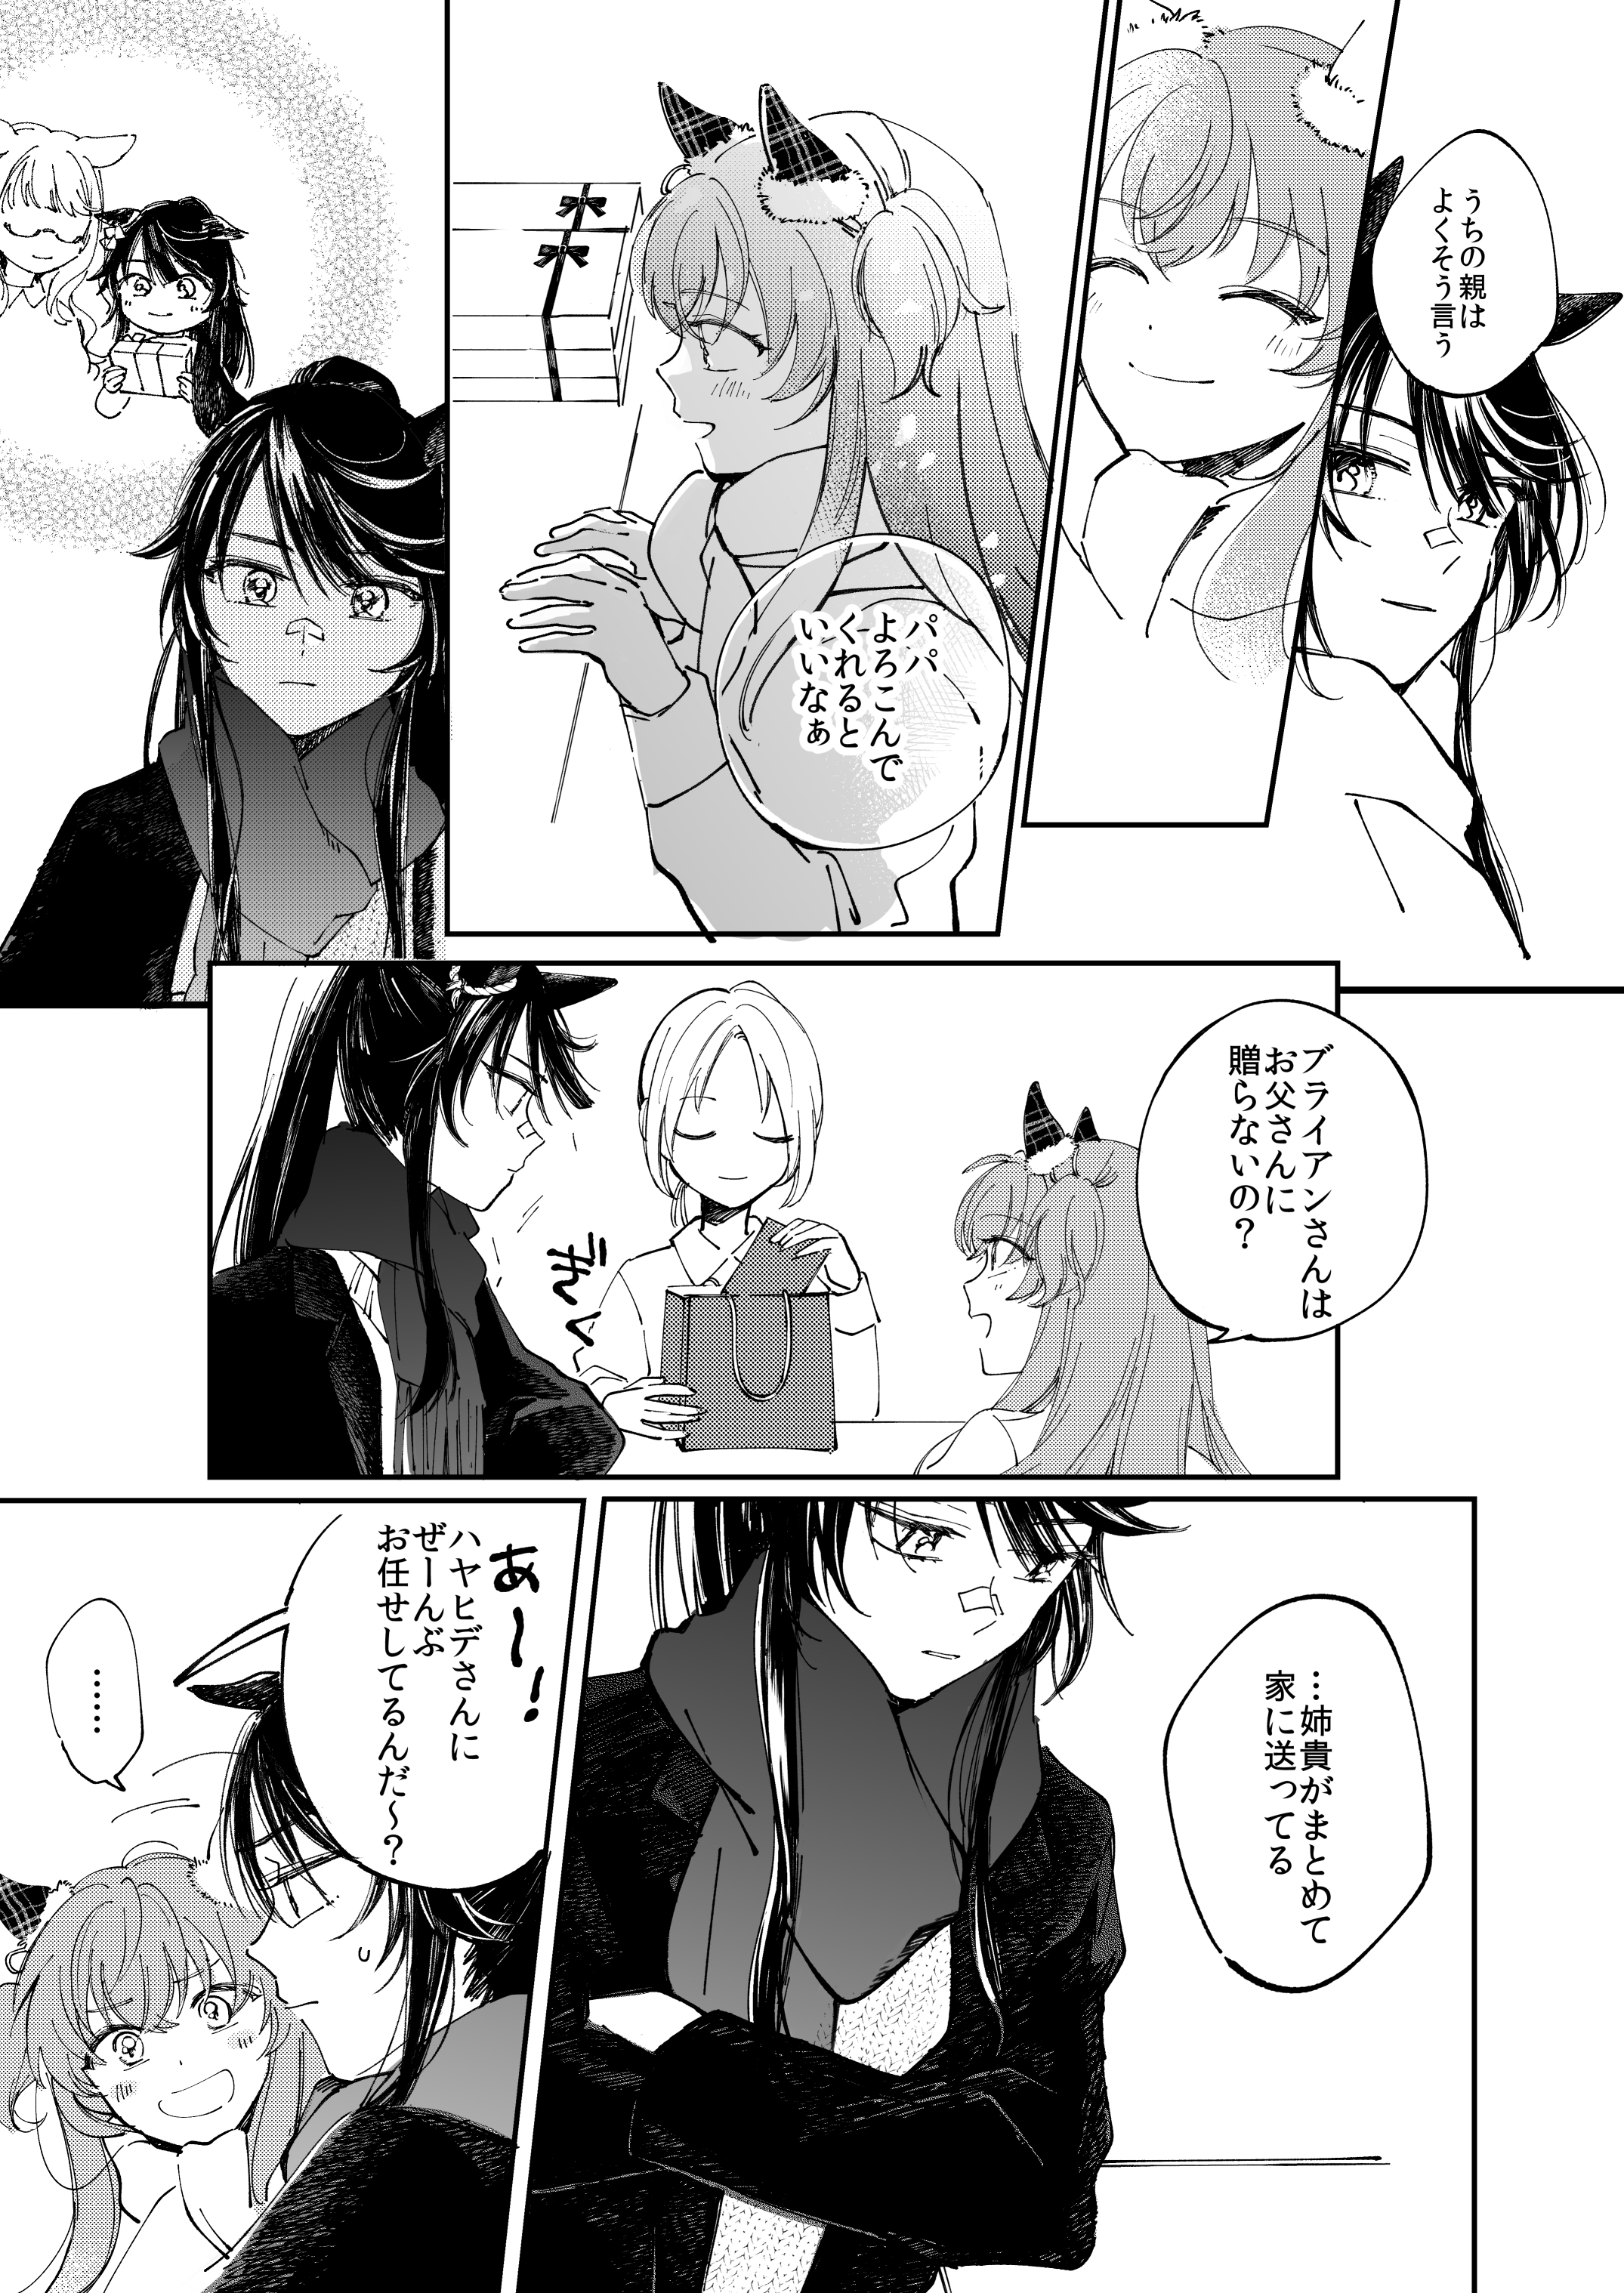 うちの親は
よくそう言う
パパ
よろこんで
くれると
いいなぁ
ブライアンさんは
お父さんに
贈らないの？
ギクッ
…姉貴がまとめて
家に送ってる
あ～！
ハヤヒデさんに
ぜーんぶ
お任せしてるんだ～？
……